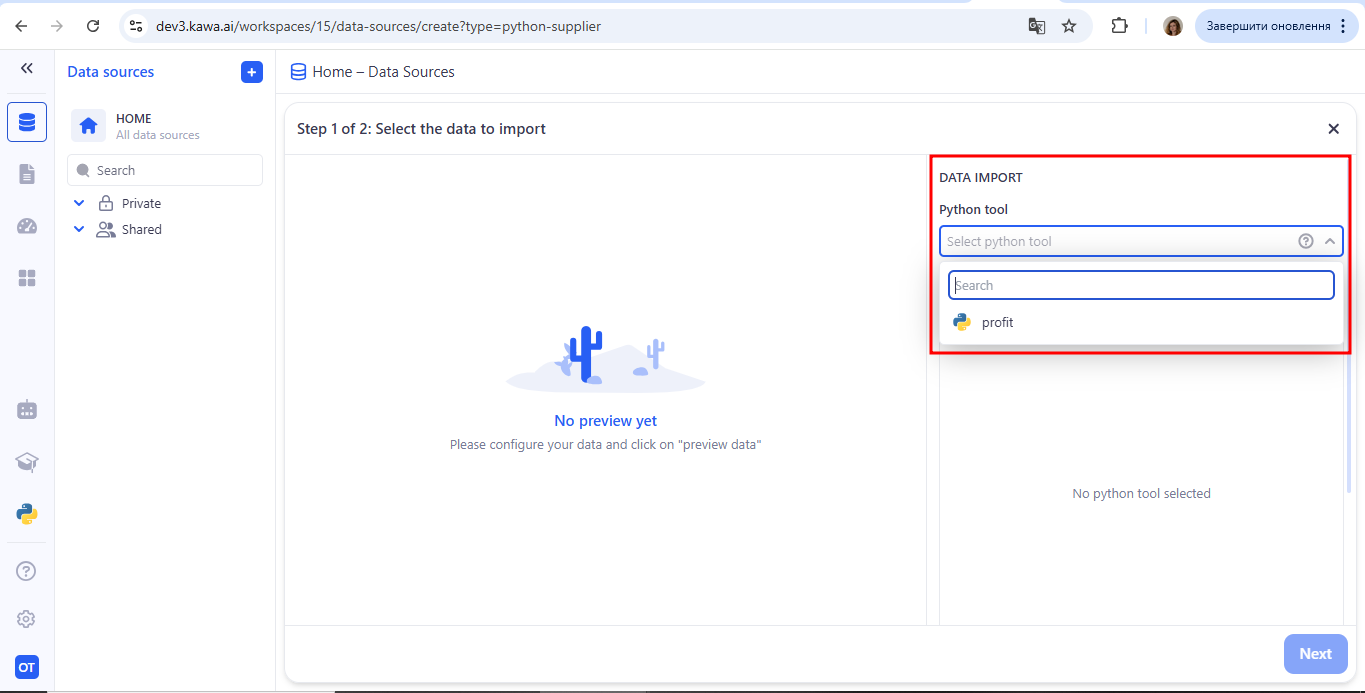 dev3.kawa.ai/workspaces/15/data-sources/create?type=python-supplier
Завершити оновлення
Data sources
Home – Data Sources
HOME
All data sources
Search
Private
Shared
Step 1 of 2: Select the data to import
No preview yet
Please configure your data and click on "preview data"
DATA IMPORT
Python tool
Select python tool
Search
profit
No python tool selected
Next
OT